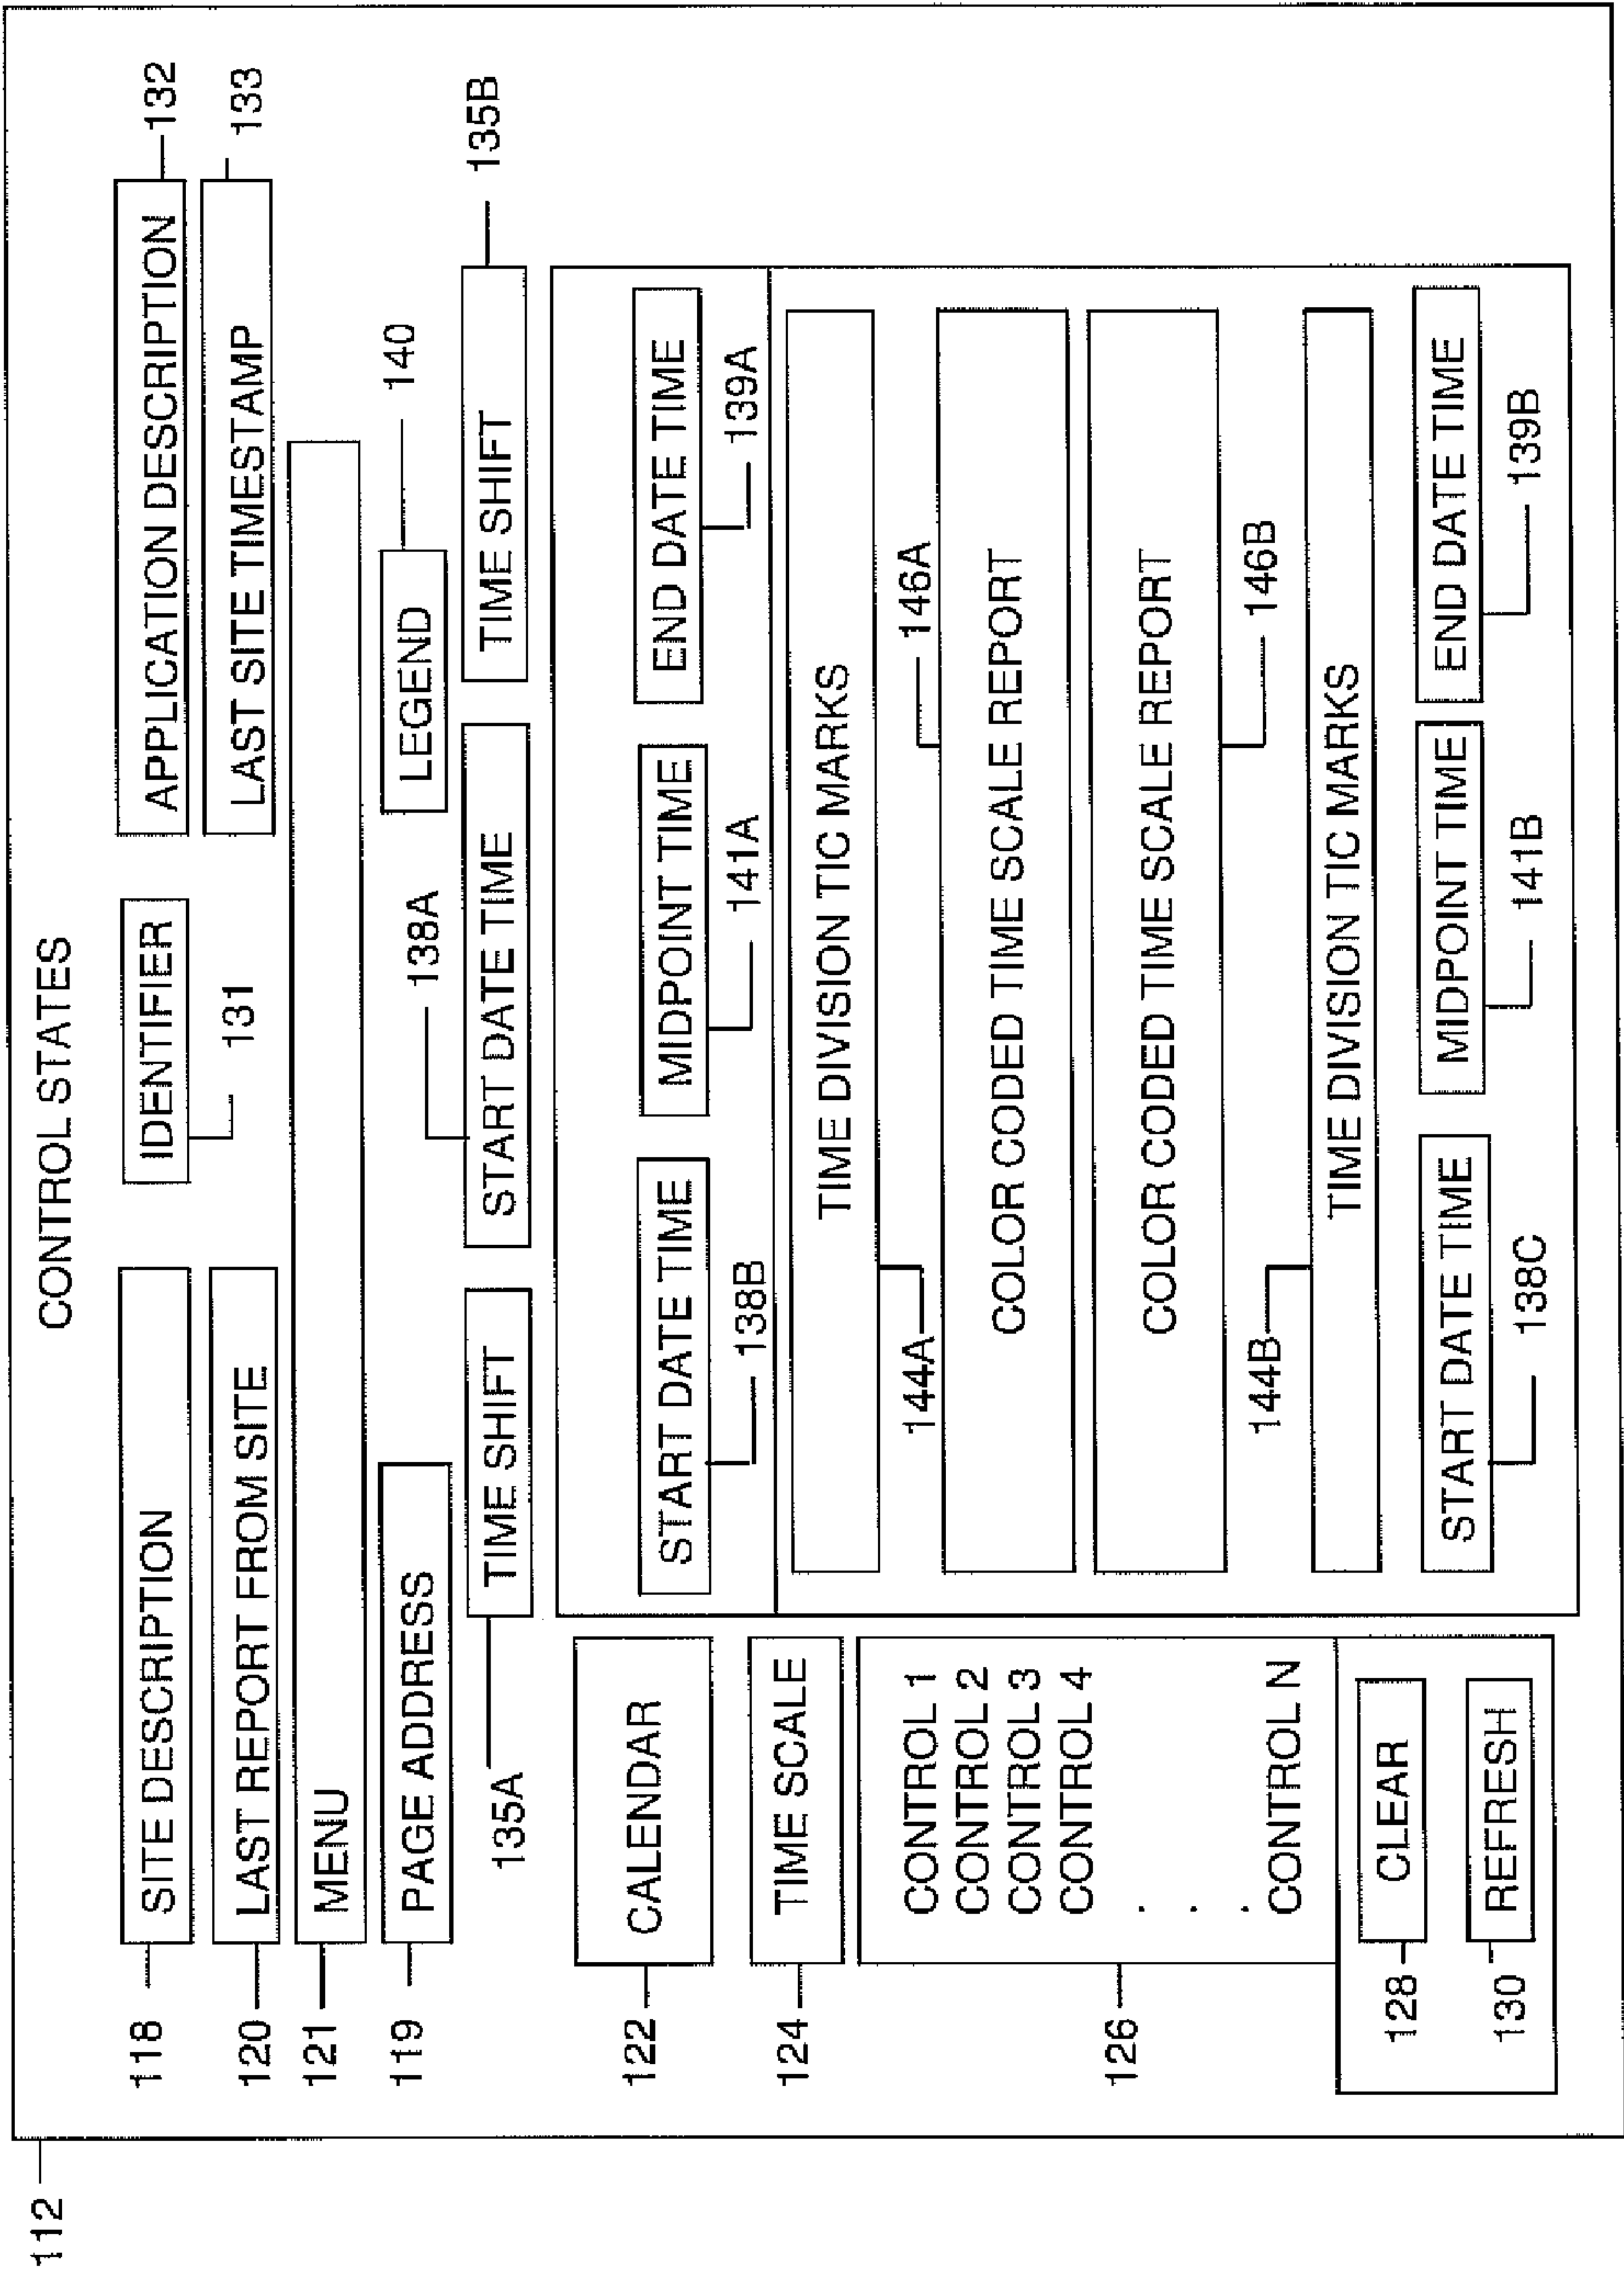 112
CONTROL STATES
118
SITE DESCRIPTION
IDENTIFIER
131
APPLICATION DESCRIPTION
132
120
LAST REPORT FROM SITE
LAST SITE TIMESTAMP
133
121
MENU
119
PAGE ADDRESS
138A
LEGEND
140
135A
TIME SHIFT
START DATE TIME
TIME SHIFT
135B
122
CALENDAR
START DATE TIME
138B
MIDPOINT TIME
141A
END DATE TIME
139A
124
TIME SCALE
TIME DIVISION TIC MARKS
144A
146A
126
CONTROL 1
CONTROL 2
CONTROL 3
CONTROL 4
.
.
.
CONTROL N
COLOR CODED TIME SCALE REPORT
COLOR CODED TIME SCALE REPORT
144B
146B
128
CLEAR
TIME DIVISION TIC MARKS
130
REFRESH
START DATE TIME
138C
MIDPOINT TIME
141B
END DATE TIME
139B